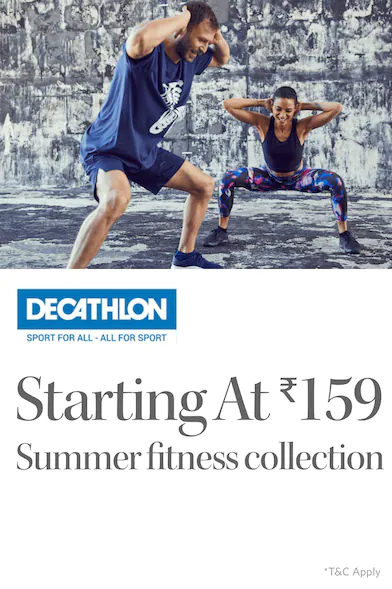 DECATHLON
SPORT FOR ALL - ALL FOR SPORT
Starting At ₹159
Summer fitness collection
*T&C Apply